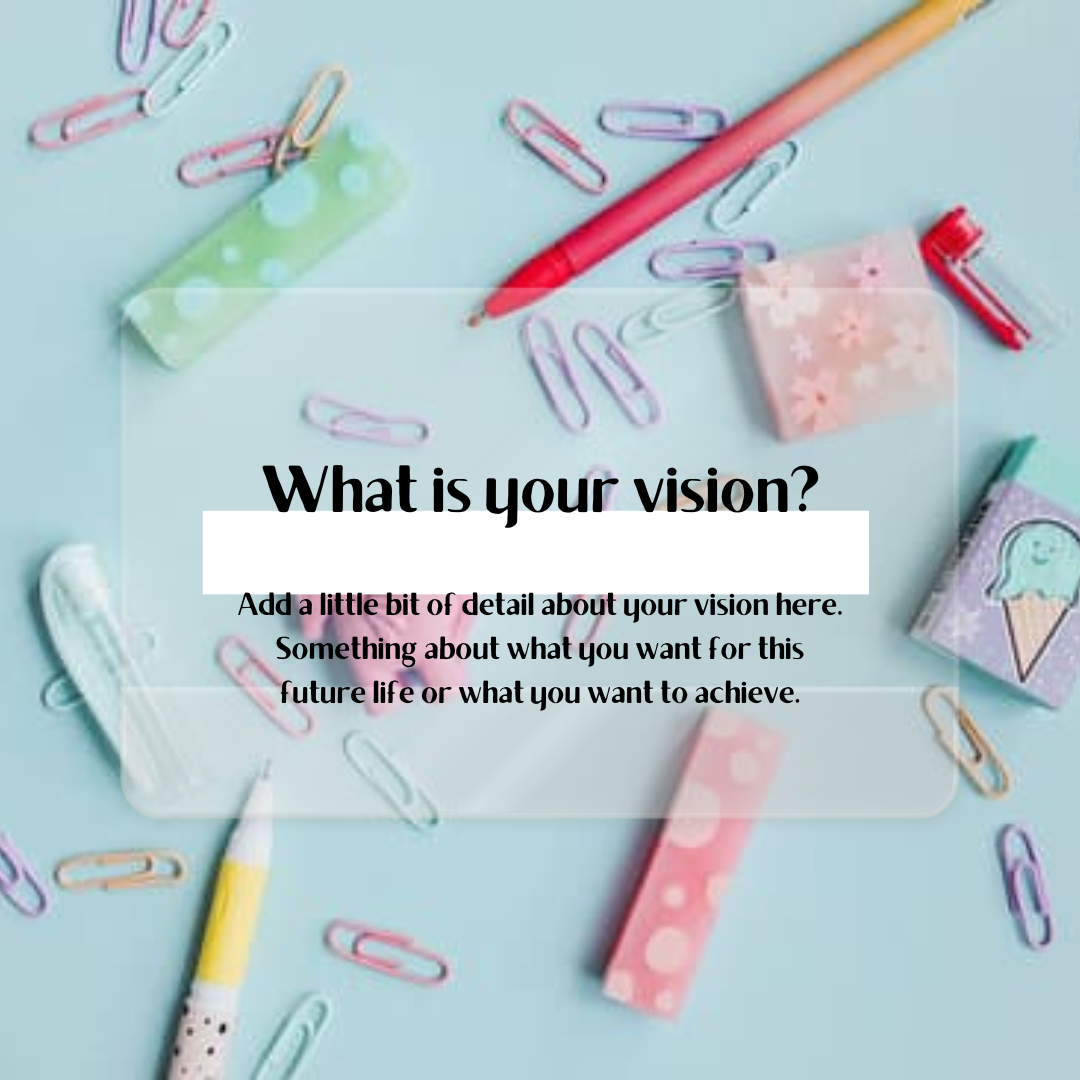 What is your vision?
Add a little bit of detail about your vision here.
Something about what you want for this
future life or what you want to achieve.